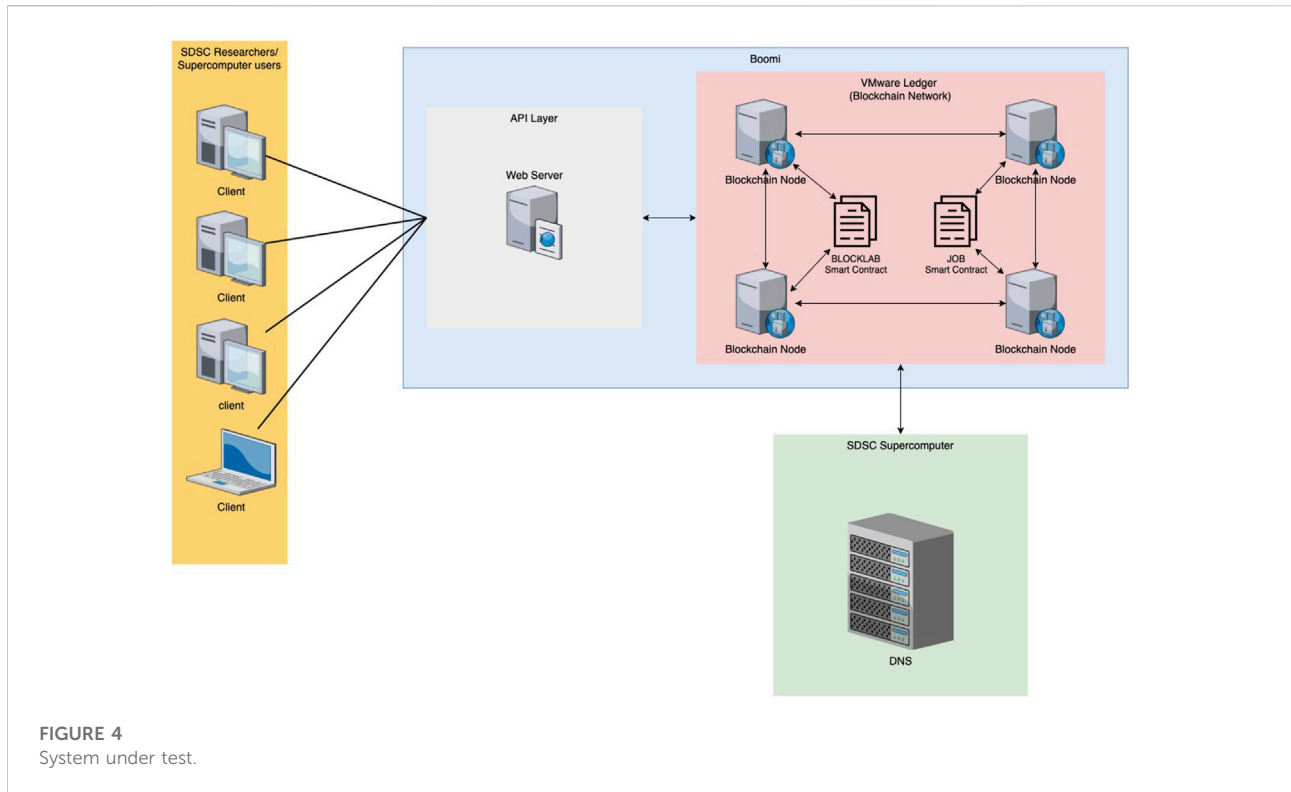 SDSC Researchers/
Supercomputer users
Client
Client
client
Client
Boomi
API Layer
Web Server
VMware Ledger
(Blockchain Network)
Blockchain Node
Blockchain Node
BLOCKLAB
Smart Contract
JOB
Smart Contract
Blockchain Node
Blockchain Node
SDSC Supercomputer
DNS
FIGURE 4
System under test.